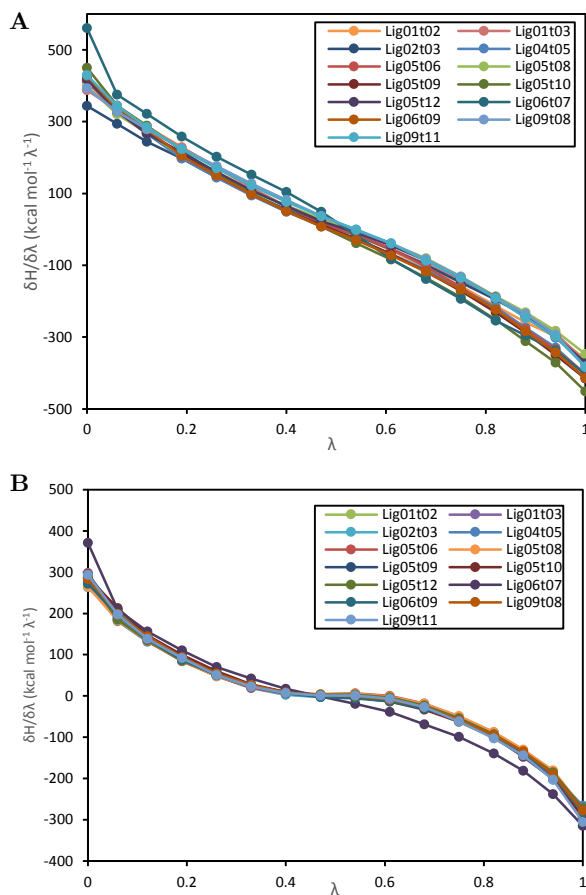 A
δH/δλ (kcal mol⁻¹ λ⁻¹)
500
300
100
-100
-300
-500
0
0.2
0.4
0.6
0.8
1
λ
Lig01t02 Lig01t03
Lig02t03 Lig04t05
Lig05t06 Lig05t08
Lig05t09 Lig05t10
Lig05t12 Lig06t07
Lig06t09 Lig09t08
Lig09t11
B
δH/δλ (kcal mol⁻¹ λ⁻¹)
500
400
300
200
100
0
-100
-200
-300
-400
0
0.2
0.4
0.6
0.8
1
λ
Lig01t02 Lig01t03
Lig02t03 Lig04t05
Lig05t06 Lig05t08
Lig05t09 Lig05t10
Lig05t12 Lig06t07
Lig06t09 Lig09t08
Lig09t11